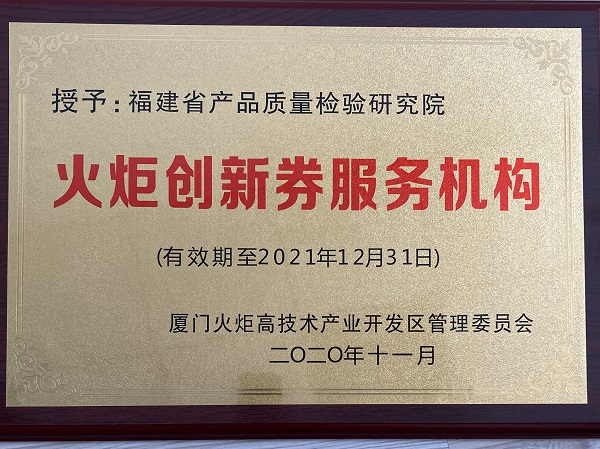 授予：福建省产品质量检验研究院
火炬创新券服务机构
(有效期至2021年12月31日)
厦门火炬高技术产业开发区管理委员会
二〇二〇年十一月